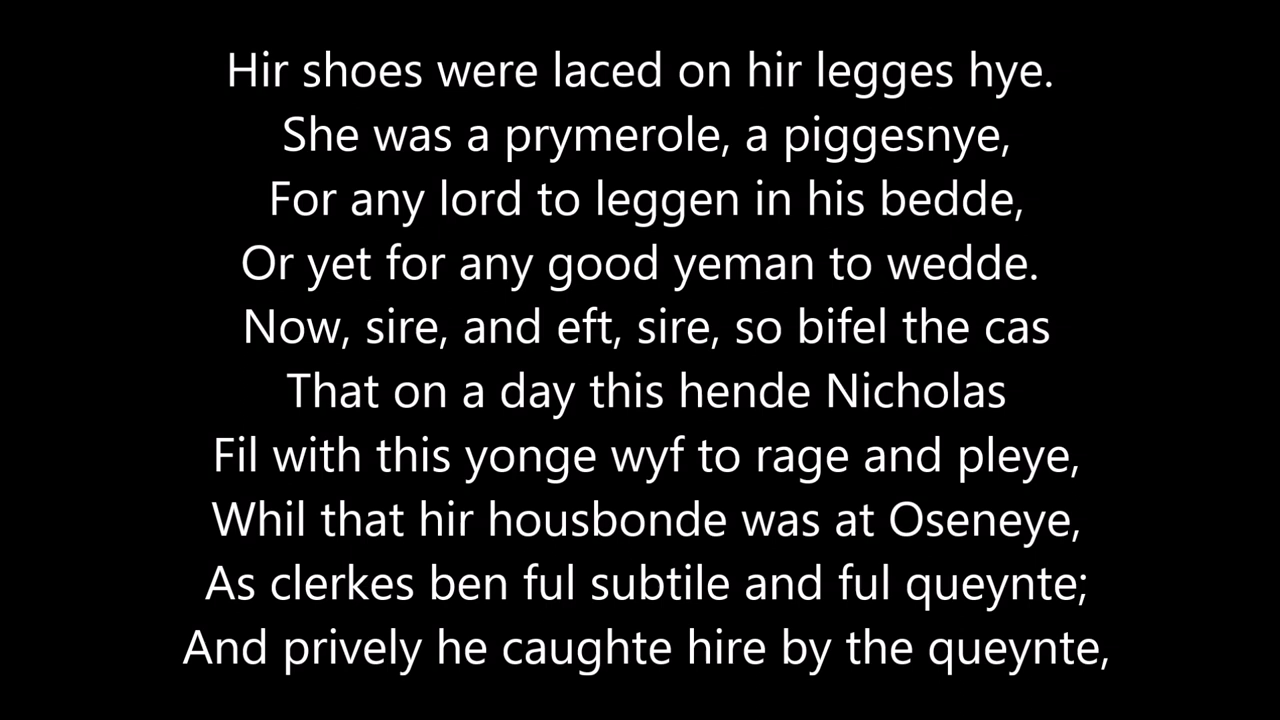 Hir shoes were laced on hir legges hye.
She was a prymerole, a piggesnye,
For any lord to leggen in his bedde,
Or yet for any good yeman to wedde.
Now, sire, and eft, sire, so bifel the cas
That on a day this hende Nicholas
Fil with this yonge wyf to rage and pleye,
Whil that hir housbonde was at Oseneye,
As clerkes ben ful subtile and ful queynte;
And prively he caughte hire by the queynte,